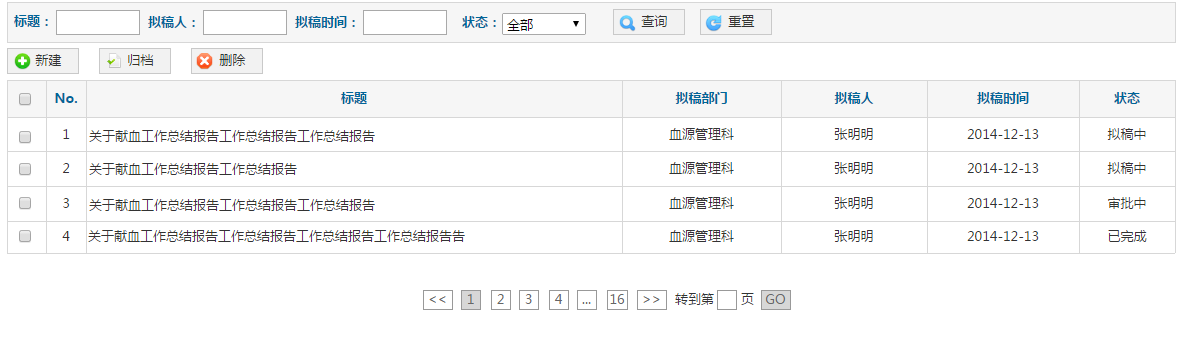 标题： 拟稿人： 拟稿时间： 状态： 全部 查询 重置
新建 归档 删除
No. 标题 拟稿部门 拟稿人 拟稿时间 状态
1 关于献血工作总结报告工作总结报告工作总结报告 血源管理科 张明明 2014-12-13 拟稿中
2 关于献血工作总结报告工作总结报告 血源管理科 张明明 2014-12-13 拟稿中
3 关于献血工作总结报告工作总结报告工作总结报告 血源管理科 张明明 2014-12-13 审批中
4 关于献血工作总结报告工作总结报告工作总结报告工作总结报告告 血源管理科 张明明 2014-12-13 已完成
<< 1 2 3 4 ... 16 >> 转到第 页 GO